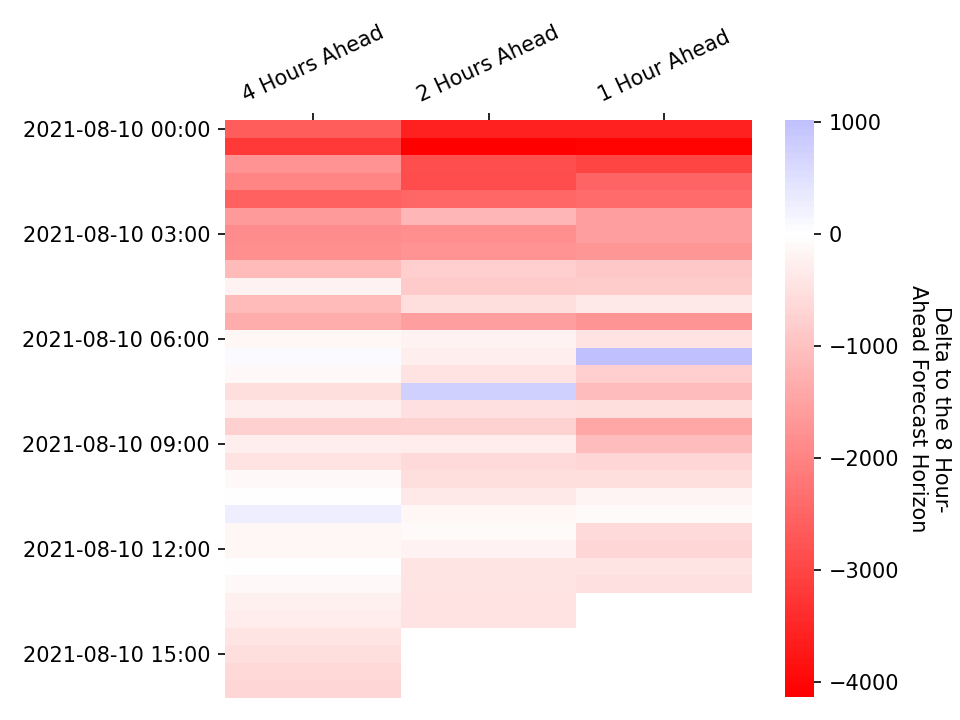 4 Hours Ahead
2 Hours Ahead
1 Hour Ahead
2021-08-10 00:00
2021-08-10 03:00
2021-08-10 06:00
2021-08-10 09:00
2021-08-10 12:00
2021-08-10 15:00
1000
0
−1000
−2000
−3000
−4000
Delta to the 8 Hour-
Ahead Forecast Horizon